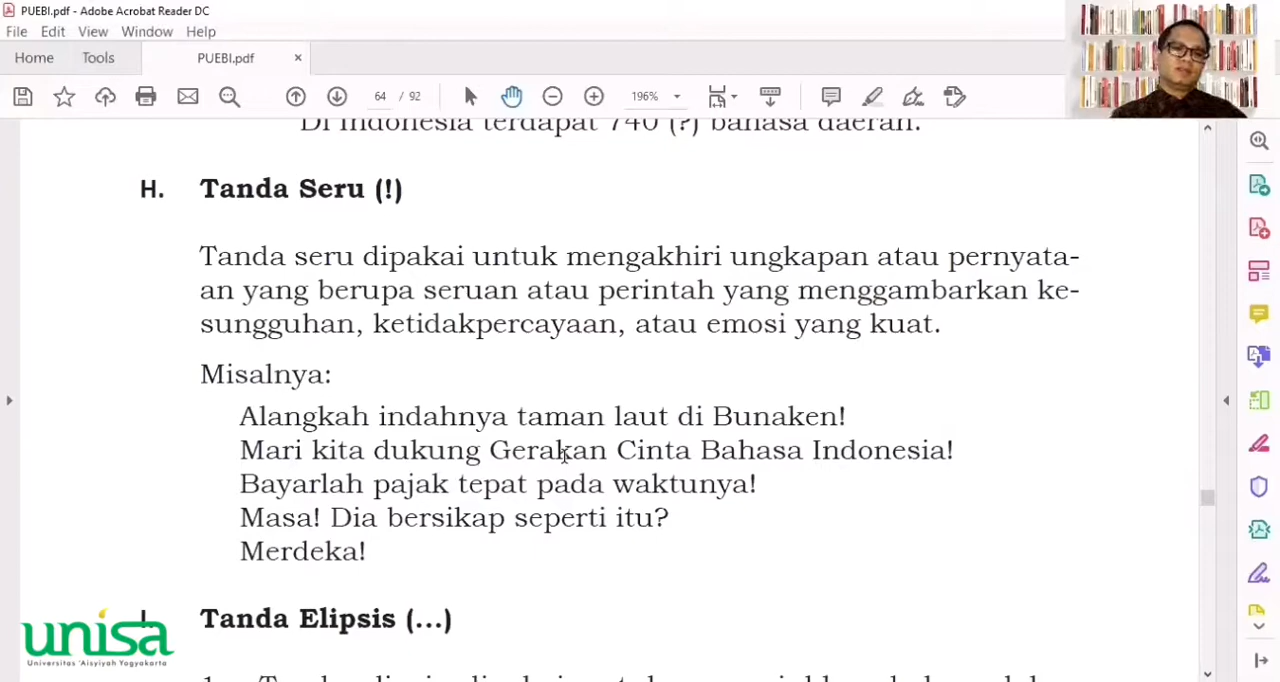 PUEBI.pdf - Adobe Acrobat Reader DC
File Edit View Window Help
Home Tools PUEBI.pdf ×
64 / 92 196%
Di Indonesia terdapat 740 (?) bahasa daerah.
H. Tanda Seru (!)
Tanda seru dipakai untuk mengakhiri ungkapan atau pernyata-
an yang berupa seruan atau perintah yang menggambarkan ke-
sungguhan, ketidakpercayaan, atau emosi yang kuat.
Misalnya:
Alangkah indahnya taman laut di Bunaken!
Mari kita dukung Gerakan Cinta Bahasa Indonesia!
Bayarlah pajak tepat pada waktunya!
Masa! Dia bersikap seperti itu?
Merdeka!
I. Tanda Elipsis (...)
unisa
Universitas 'Aisyiyah Yogyakarta